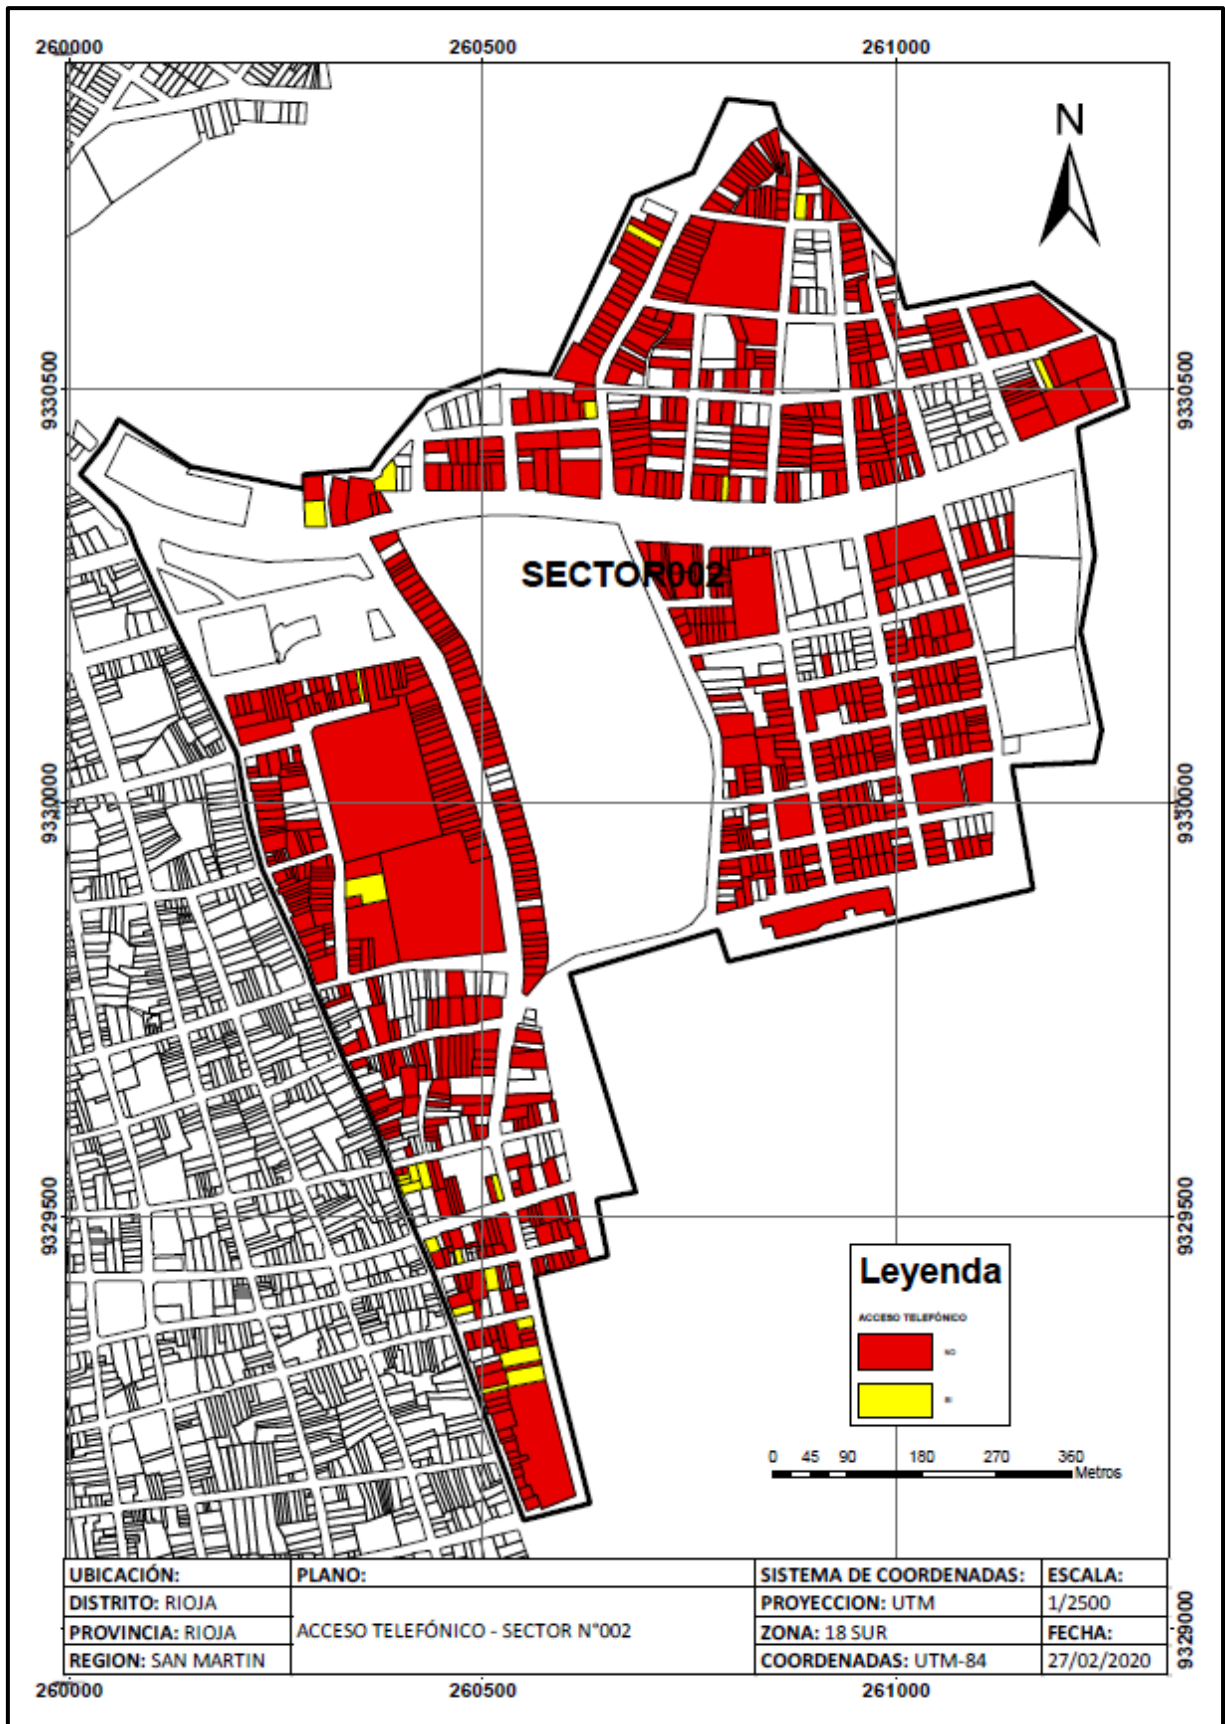 260000 260500 261000
N
9330500 9330500
SECTOR002
9330000 9330000
9329500 9329500
Leyenda
ACCESO TELEFÓNICO
NO
SI
0 45 90 180 270 360
Metros
UBICACIÓN: PLANO: SISTEMA DE COORDENADAS: ESCALA:
DISTRITO: RIOJA PROYECCION: UTM 1/2500
PROVINCIA: RIOJA ACCESO TELEFÓNICO - SECTOR N°002 ZONA: 18 SUR FECHA:
REGION: SAN MARTIN COORDENADAS: UTM-84 27/02/2020
9329000
260000 260500 261000